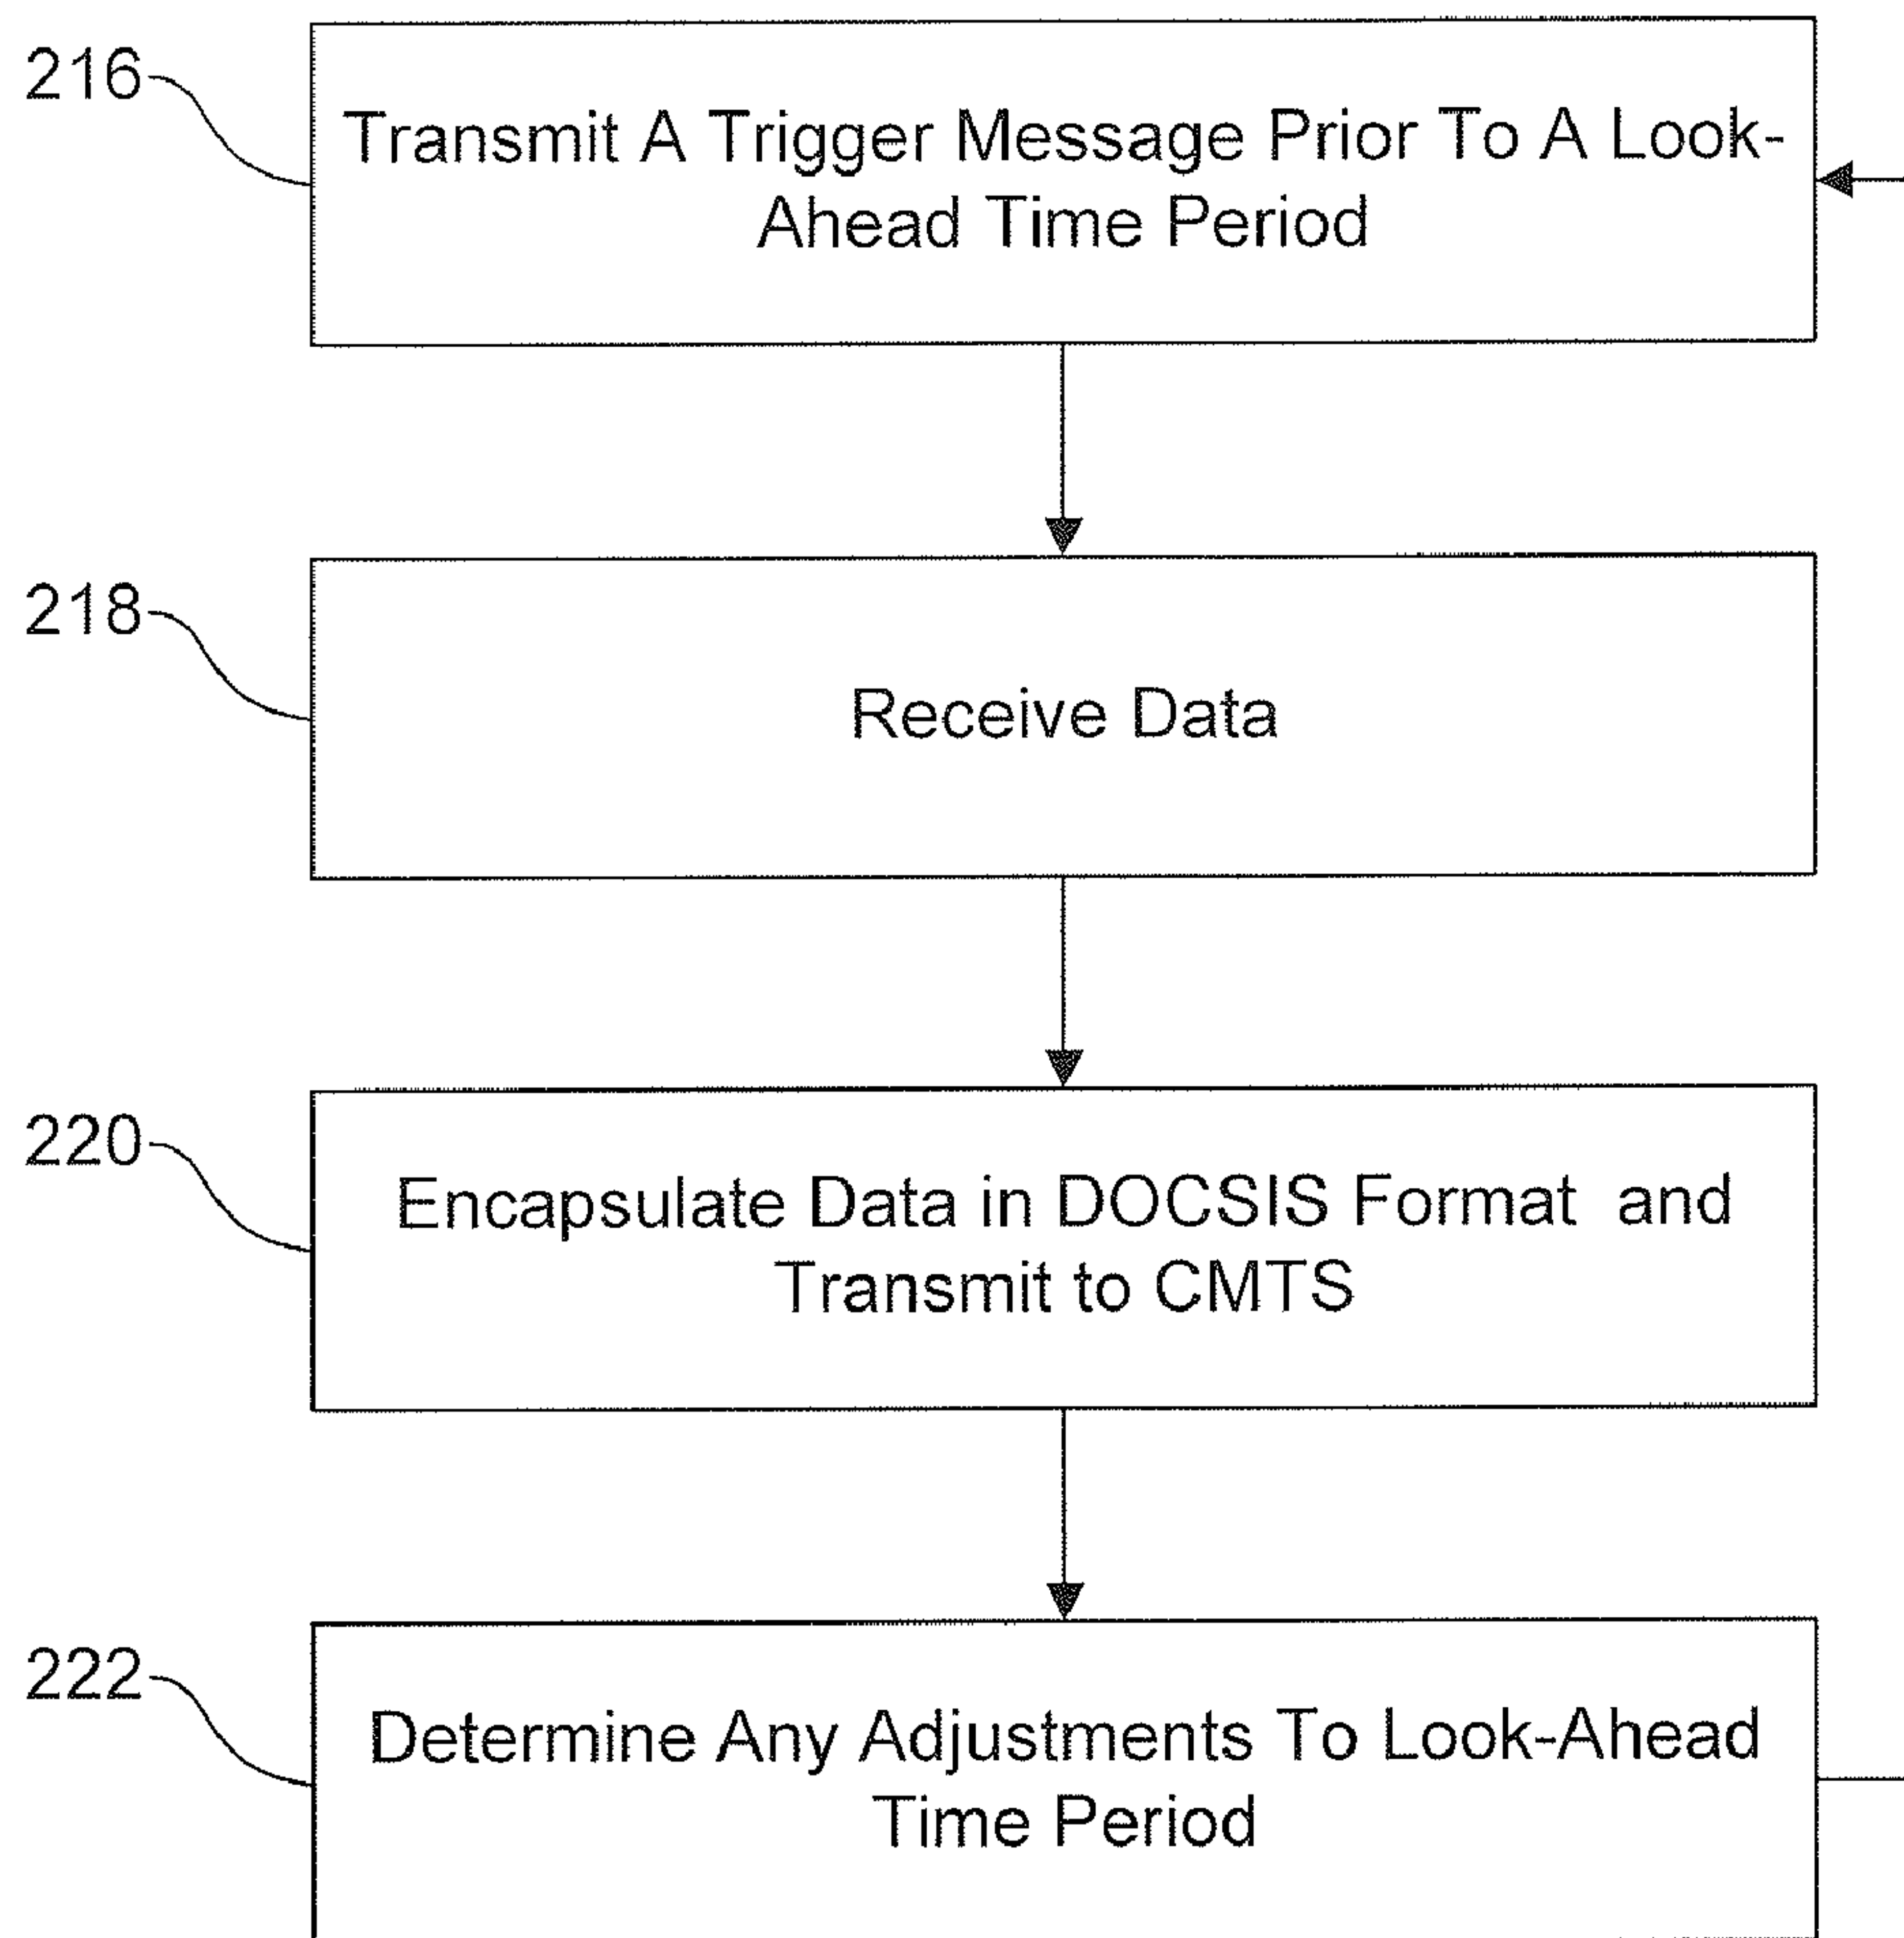 216
Transmit A Trigger Message Prior To A Look-
Ahead Time Period
218
Receive Data
220
Encapsulate Data in DOCSIS Format and
Transmit to CMTS
222
Determine Any Adjustments To Look-Ahead
Time Period